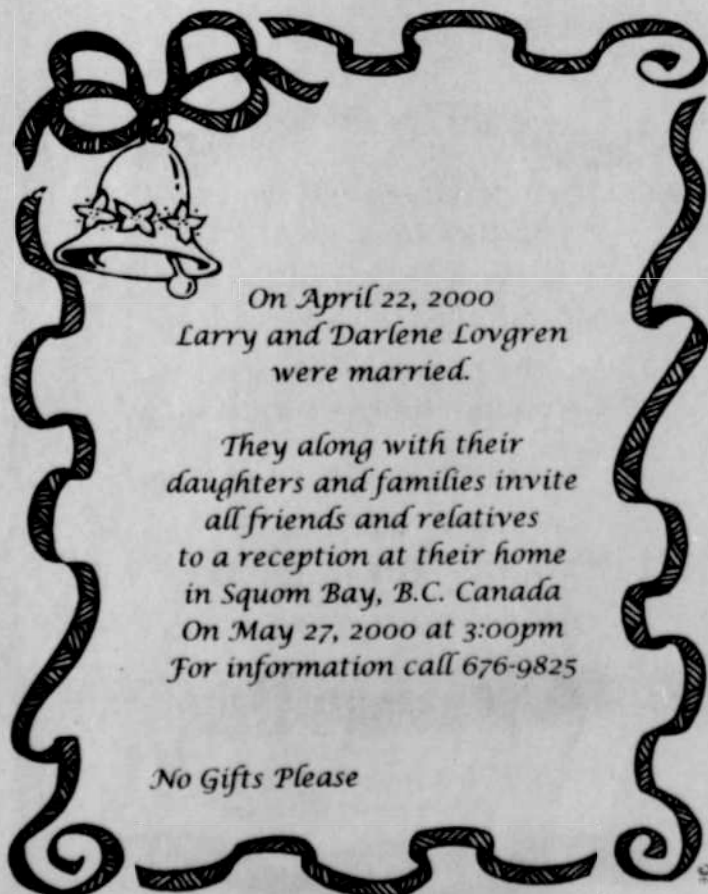 On April 22, 2000
Larry and Darlene Lovgren
were married.
They along with their
daughters and families invite
all friends and relatives
to a reception at their home
in Squom Bay, B.C. Canada
On May 27, 2000 at 3:00pm
For information call 676-9825
No Gifts Please